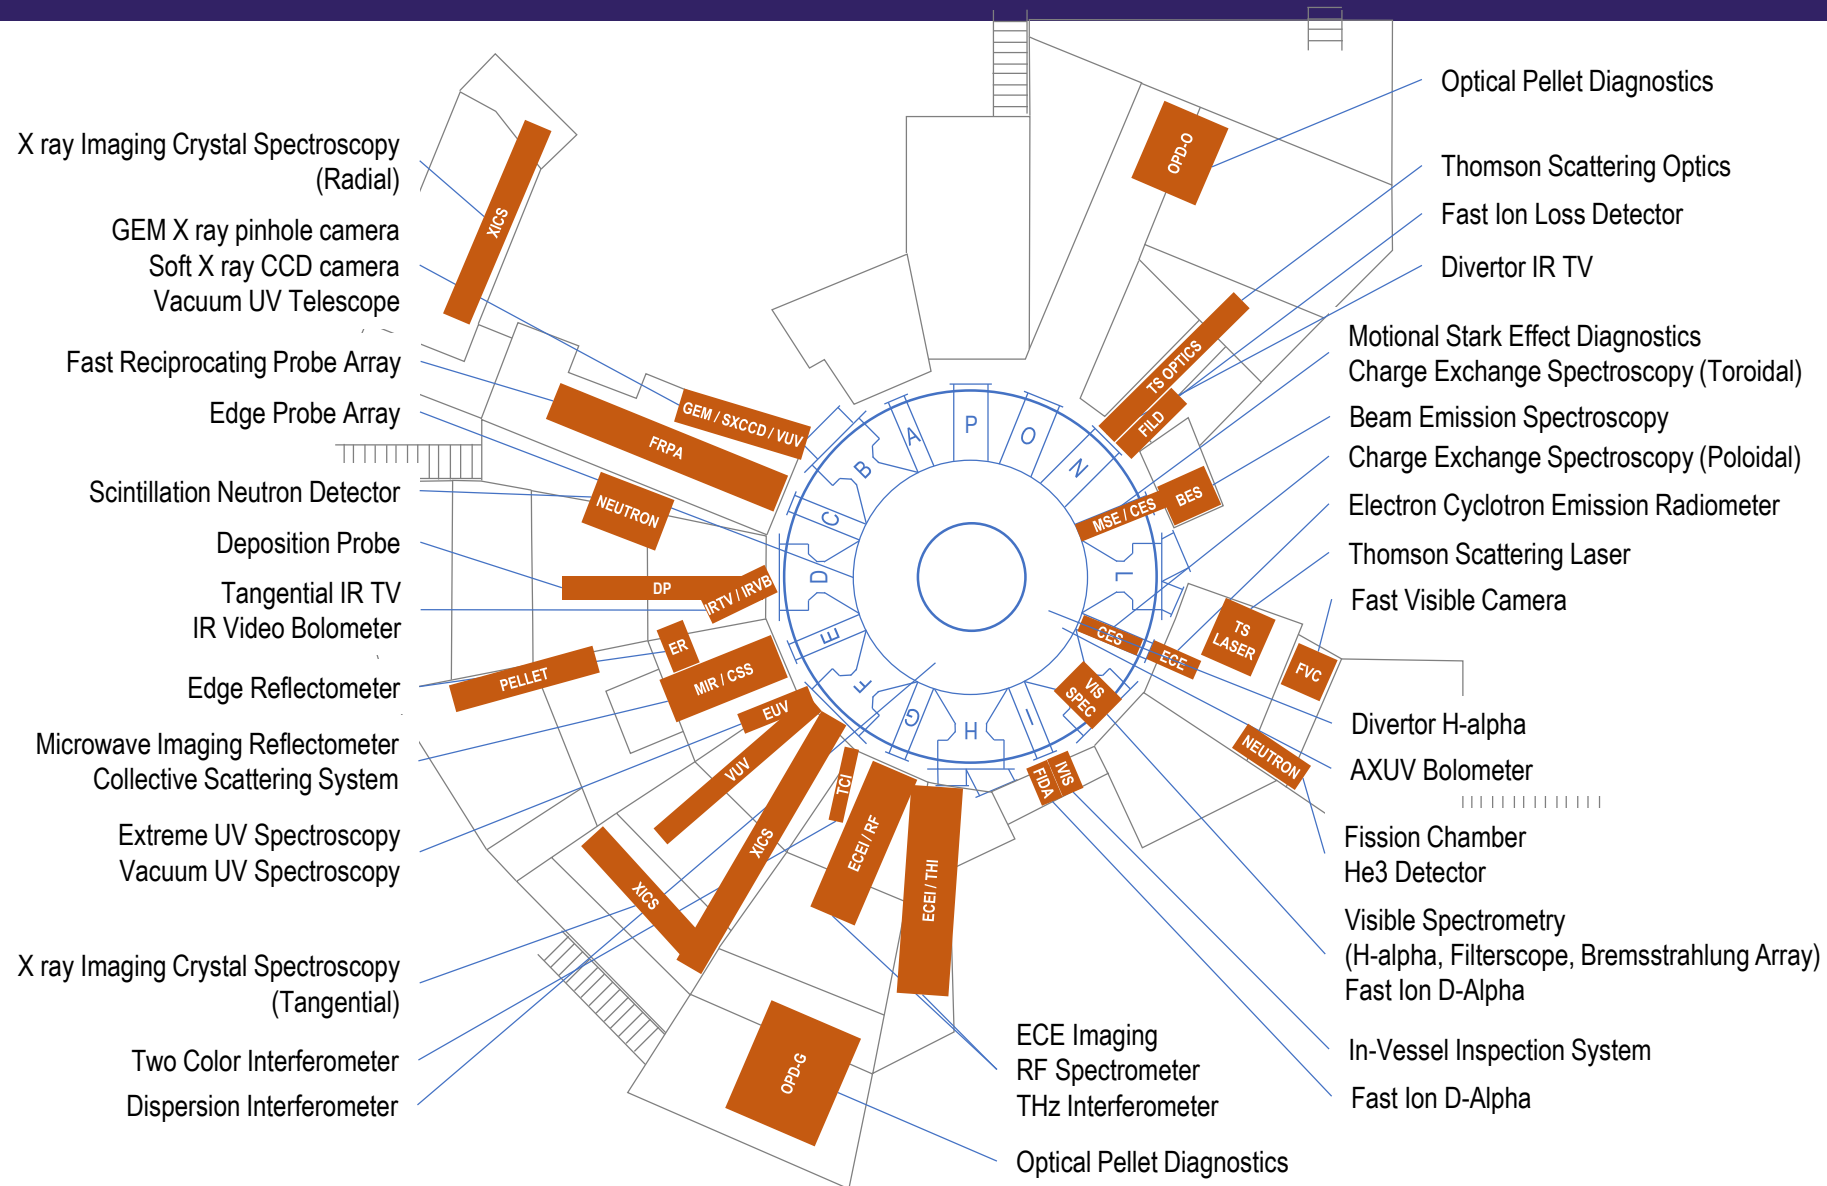 X ray Imaging Crystal Spectroscopy
(Radial)
GEM X ray pinhole camera
Soft X ray CCD camera
Vacuum UV Telescope
Fast Reciprocating Probe Array
Edge Probe Array
Scintillation Neutron Detector
Deposition Probe
Tangential IR TV
IR Video Bolometer
Edge Reflectometer
Microwave Imaging Reflectometer
Collective Scattering System
Extreme UV Spectroscopy
Vacuum UV Spectroscopy
X ray Imaging Crystal Spectroscopy
(Tangential)
Two Color Interferometer
Dispersion Interferometer
XICS
GEM / SXCCD / VUV
FRPA
NEUTRON
DP
IRTV / IRVB
ER
PELLET
MIR / CSS
EUV
VUV
XICS
XICS
TCI
ECEI / RF
ECEI / THI
OPD-G
A
P
O
N
B
C
D
E
F
G
H
I
L
OPD-O
TS OPTICS
FILD
MSE / CES
BES
CES
ECE
TS
LASER
FVC
VIS
SPEC
NEUTRON
FIDA
IVIS
Optical Pellet Diagnostics
Thomson Scattering Optics
Fast Ion Loss Detector
Divertor IR TV
Motional Stark Effect Diagnostics
Charge Exchange Spectroscopy (Toroidal)
Beam Emission Spectroscopy
Charge Exchange Spectroscopy (Poloidal)
Electron Cyclotron Emission Radiometer
Thomson Scattering Laser
Fast Visible Camera
Divertor H-alpha
AXUV Bolometer
Fission Chamber
He3 Detector
Visible Spectrometry
(H-alpha, Filterscope, Bremsstrahlung Array)
Fast Ion D-Alpha
In-Vessel Inspection System
Fast Ion D-Alpha
ECE Imaging
RF Spectrometer
THz Interferometer
Optical Pellet Diagnostics